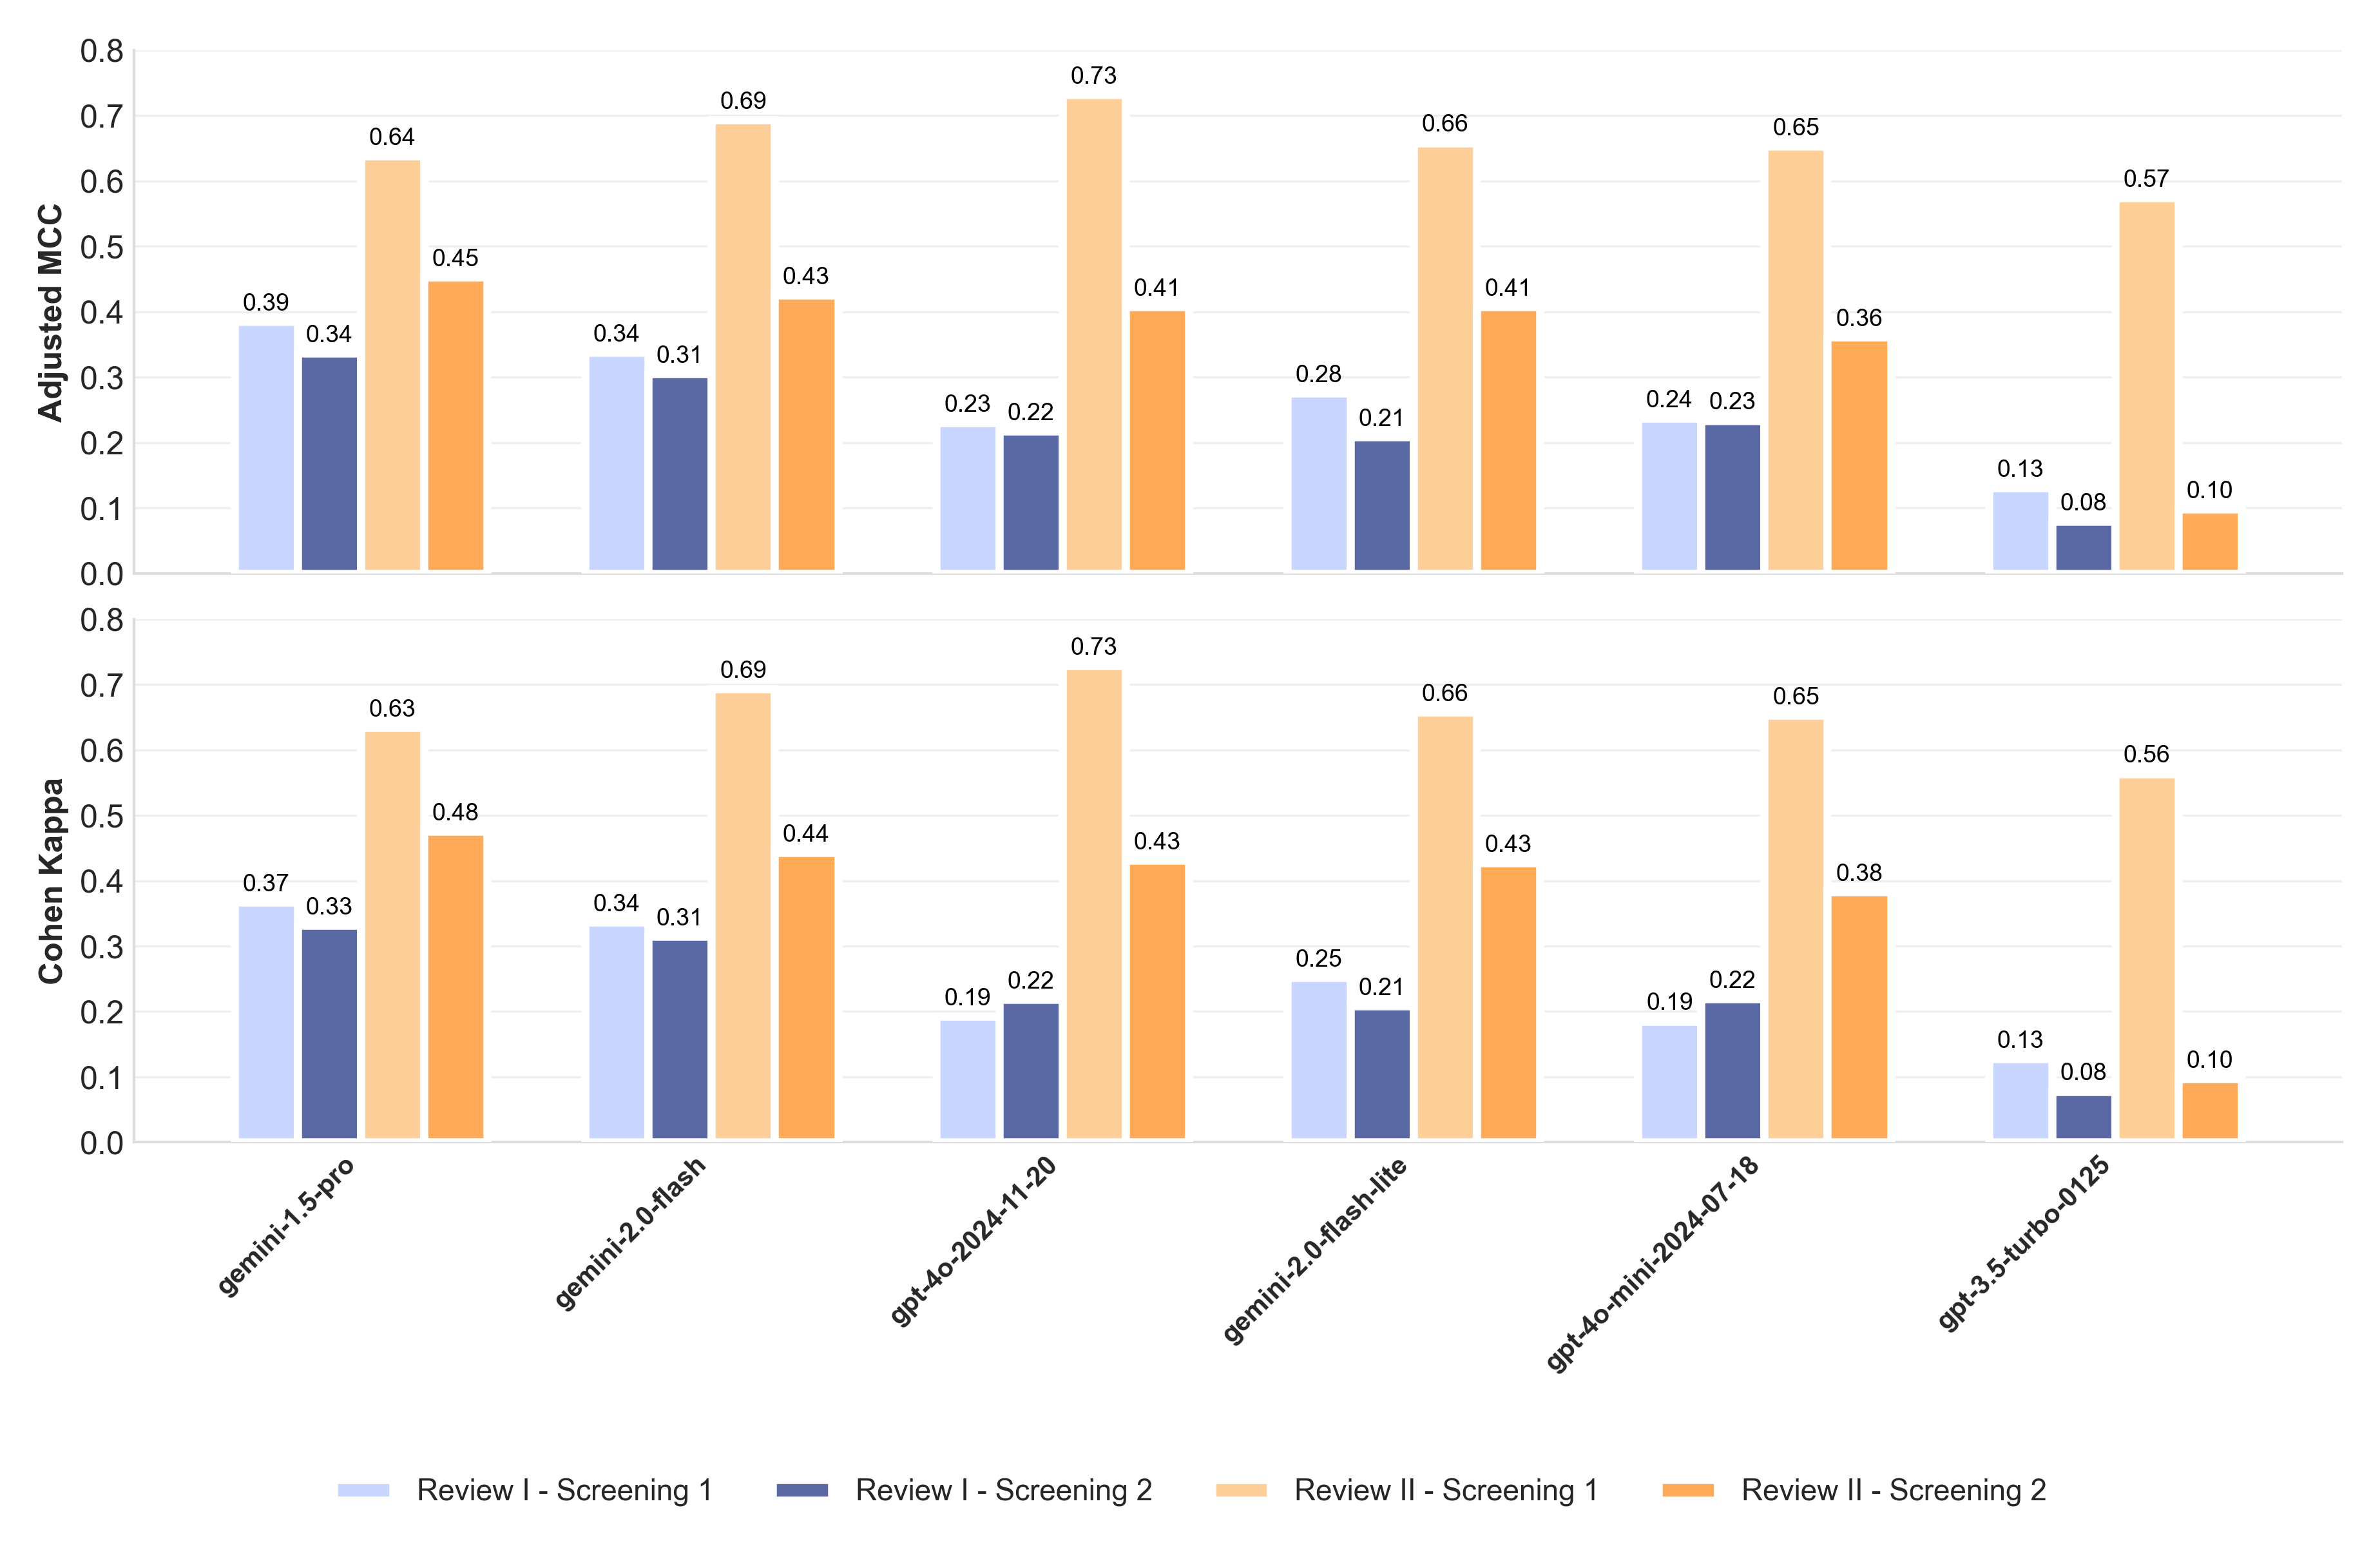 Adjusted MCC
0.8
0.7
0.6
0.5
0.4
0.3
0.2
0.1
0.0
0.39 0.34 0.64 0.45
0.34 0.31 0.69 0.43
0.23 0.22 0.73 0.41
0.28 0.21 0.66 0.41
0.24 0.23 0.65 0.36
0.13 0.08 0.57 0.10
Cohen Kappa
0.8
0.7
0.6
0.5
0.4
0.3
0.2
0.1
0.0
0.37 0.33 0.63 0.48
0.34 0.31 0.69 0.44
0.19 0.22 0.73 0.43
0.25 0.21 0.66 0.43
0.19 0.22 0.65 0.38
0.13 0.08 0.56 0.10
gemini-1.5-pro
gemini-2.0-flash
gpt-4o-2024-11-20
gemini-2.0-flash-lite
gpt-4o-mini-2024-07-18
gpt-3.5-turbo-0125
Review I - Screening 1
Review I - Screening 2
Review II - Screening 1
Review II - Screening 2